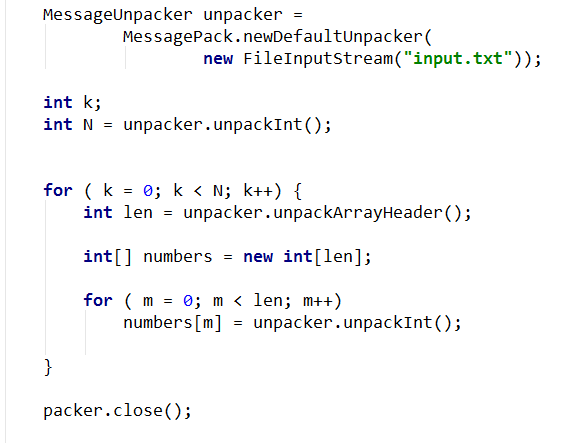 MessageUnpacker unpacker =
MessagePack.newDefaultUnpacker(
new FileInputStream("input.txt"));
int k;
int N = unpacker.unpackInt();
for ( k = 0; k < N; k++) {
int len = unpacker.unpackArrayHeader();
int[] numbers = new int[len];
for ( m = 0; m < len; m++)
numbers[m] = unpacker.unpackInt();
}
packer.close();